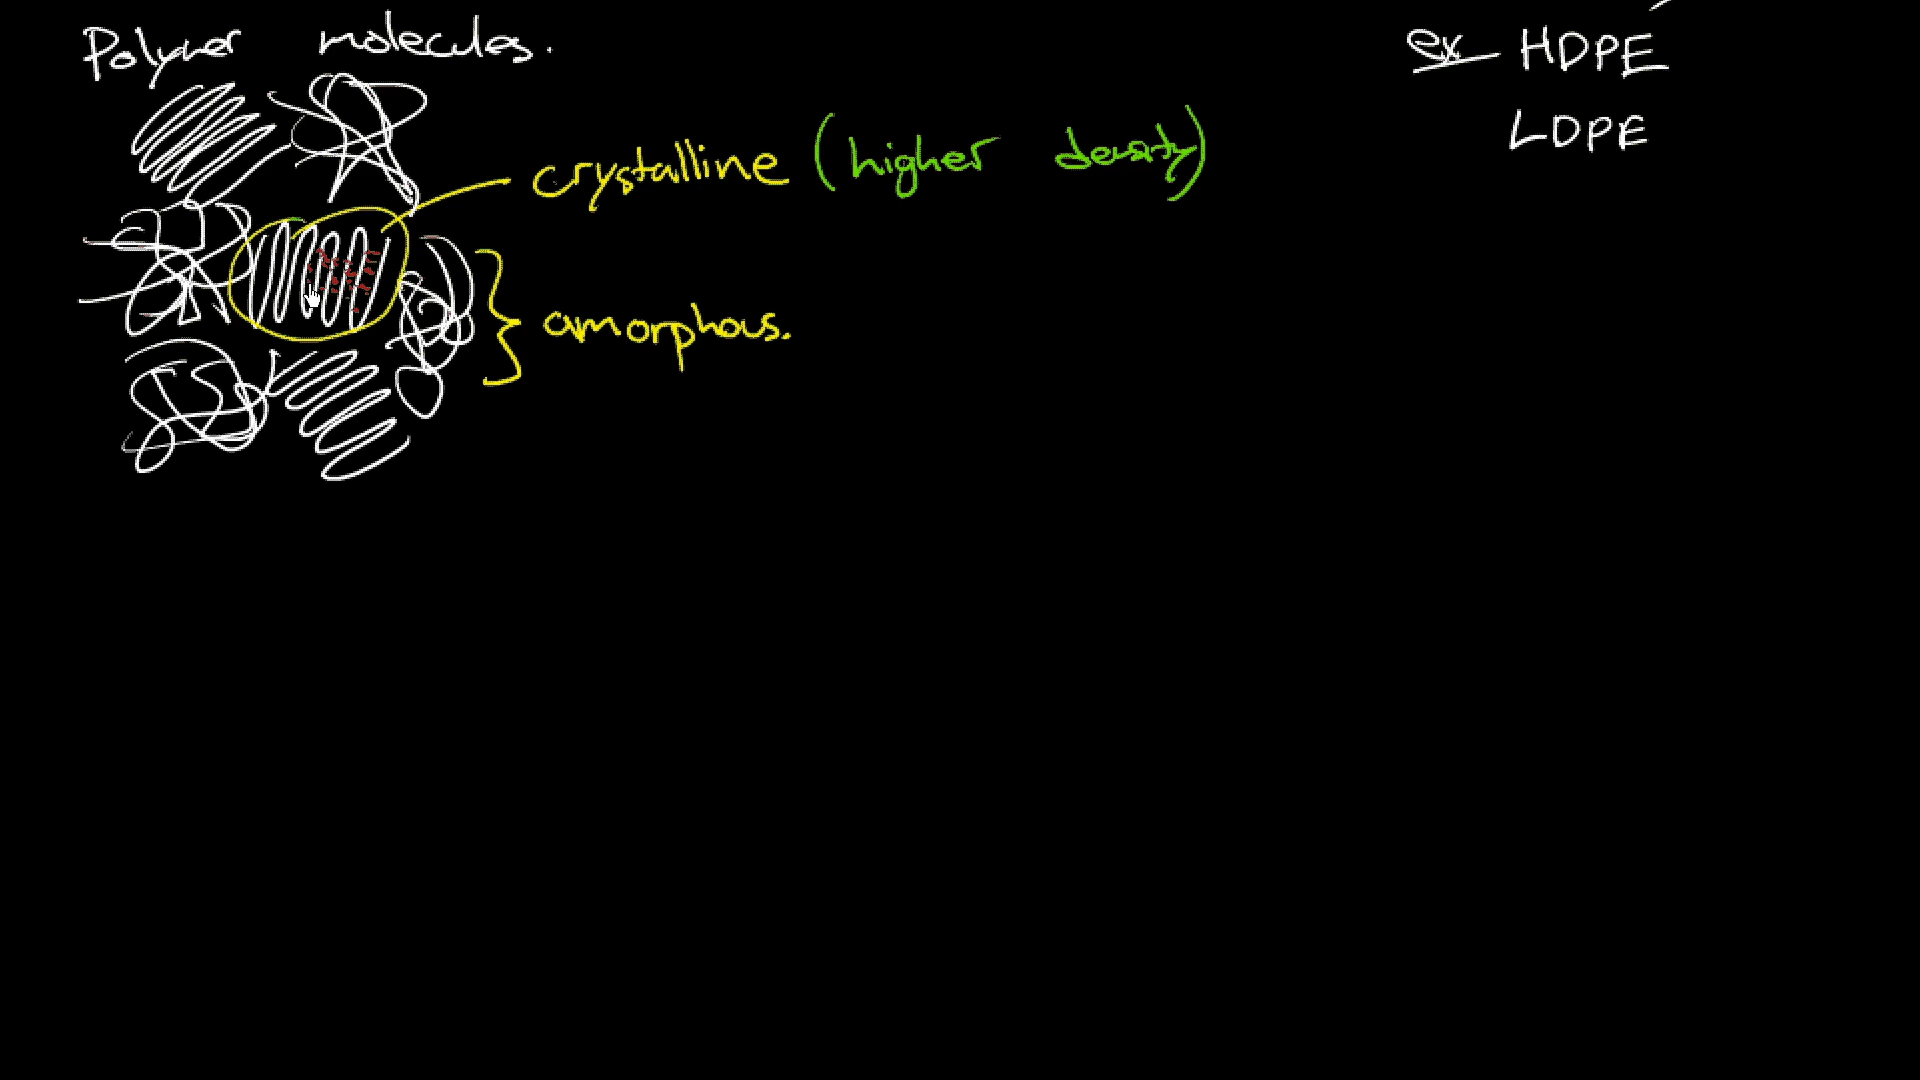 Polymer molecules.
ex HDPE
LDPE
crystalline (higher density)
amorphous.